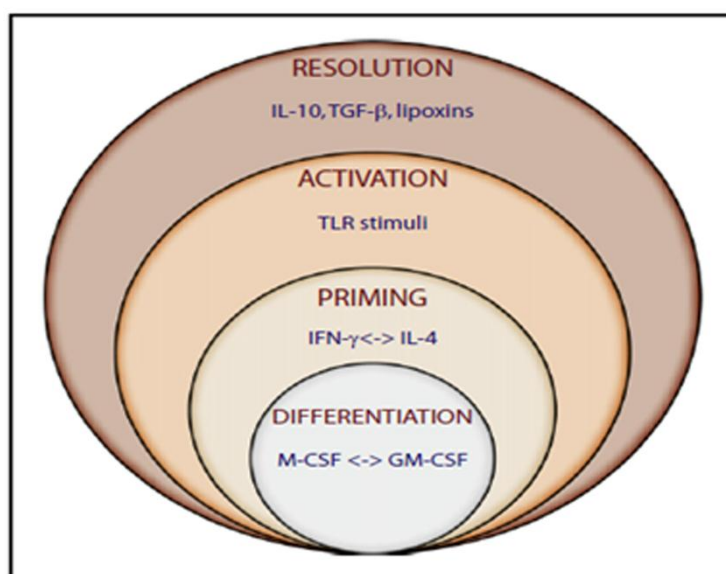 RESOLUTION
IL-10, TGF-β, lipoxins
ACTIVATION
TLR stimuli
PRIMING
IFN-γ<-> IL-4
DIFFERENTIATION
M-CSF <-> GM-CSF